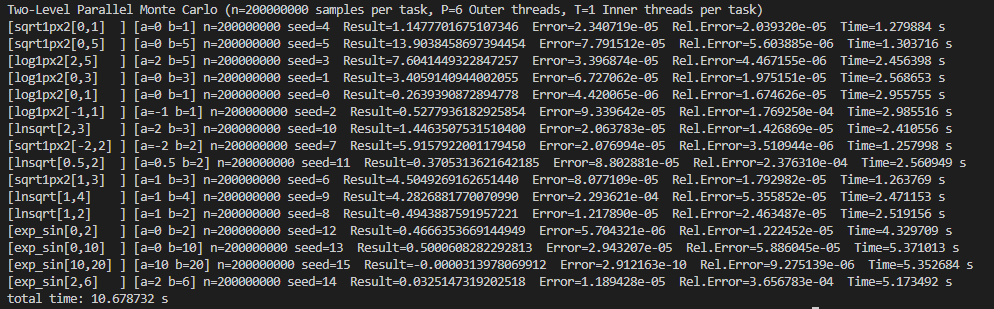 Two-Level Parallel Monte Carlo (n=200000000 samples per task, P=6 Outer threads, T=1 Inner threads per task)
[sqrt1px2[0,1]  ] [a=0 b=1] n=200000000 seed=4  Result=1.1477701675107346  Error=2.340719e-05  Rel.Error=2.039320e-05  Time=1.279884 s
[sqrt1px2[0,5]  ] [a=0 b=5] n=200000000 seed=5  Result=13.9038458697394454  Error=7.791512e-05  Rel.Error=5.603885e-06  Time=1.303716 s
[log1px2[2,5]   ] [a=2 b=5] n=200000000 seed=3  Result=7.6041449322847257  Error=3.396874e-05  Rel.Error=4.467155e-06  Time=2.456398 s
[log1px2[0,3]   ] [a=0 b=3] n=200000000 seed=1  Result=3.4059140944002055  Error=6.727062e-05  Rel.Error=1.975151e-05  Time=2.568653 s
[log1px2[0,1]   ] [a=0 b=1] n=200000000 seed=0  Result=0.2639390872894778  Error=4.420065e-06  Rel.Error=1.674626e-05  Time=2.955755 s
[log1px2[-1,1]  ] [a=-1 b=1] n=200000000 seed=2  Result=0.5277936182925854  Error=9.339642e-05  Rel.Error=1.769250e-04  Time=2.985516 s
[lnsqrt[2,3]    ] [a=2 b=3] n=200000000 seed=10  Result=1.4463507531510400  Error=2.063783e-05  Rel.Error=1.426869e-05  Time=2.410556 s
[sqrt1px2[-2,2] ] [a=-2 b=2] n=200000000 seed=7  Result=5.9157922001179450  Error=2.076994e-05  Rel.Error=3.510944e-06  Time=1.257998 s
[lnsqrt[0.5,2]  ] [a=0.5 b=2] n=200000000 seed=11  Result=0.3705313621642185  Error=8.802881e-05  Rel.Error=2.376310e-04  Time=2.560949 s
[sqrt1px2[1,3]  ] [a=1 b=3] n=200000000 seed=6  Result=4.5049269162651440  Error=8.077109e-05  Rel.Error=1.792982e-05  Time=1.263769 s
[lnsqrt[1,4]    ] [a=1 b=4] n=200000000 seed=9  Result=4.2826881770070990  Error=2.293621e-04  Rel.Error=5.355852e-05  Time=2.471153 s
[lnsqrt[1,2]    ] [a=1 b=2] n=200000000 seed=8  Result=0.4943887591957221  Error=1.217890e-05  Rel.Error=2.463487e-05  Time=2.519156 s
[exp_sin[0,2]   ] [a=0 b=2] n=200000000 seed=12  Result=0.4666353669144949  Error=5.704321e-06  Rel.Error=1.222452e-05  Time=4.329709 s
[exp_sin[0,10]  ] [a=0 b=10] n=200000000 seed=13  Result=0.5000608282292813  Error=2.943207e-05  Rel.Error=5.886045e-05  Time=5.371013 s
[exp_sin[10,20] ] [a=10 b=20] n=200000000 seed=15  Result=-0.0000313978069912  Error=2.912163e-10  Rel.Error=9.275139e-06  Time=5.352684 s
[exp_sin[2,6]   ] [a=2 b=6] n=200000000 seed=14  Result=0.0325147319202518  Error=1.189428e-05  Rel.Error=3.656783e-04  Time=5.173492 s
total time: 10.678732 s